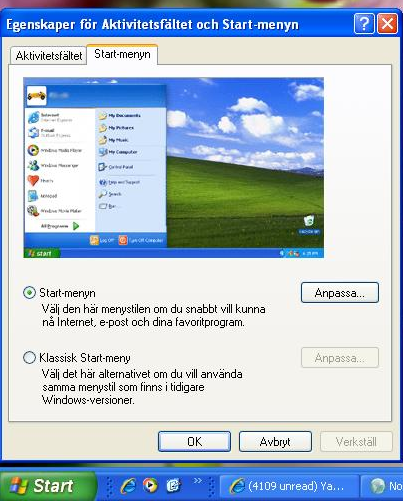 Egenskaper för Aktivitetsfältet och Start-menyn
Aktivitetsfältet
Start-menyn
Internet
Internet Explorer
E-mail
Outlook Express
Windows Media Player
Windows Messenger
Hearts
Notepad
Windows Movie Maker
All Programs
My Documents
My Pictures
My Music
My Computer
Control Panel
Help and Support
Search
Run...
Log Off
Turn Off Computer
start
Start-menyn
Anpassa...
Välj den här menystilen om du snabbt vill kunna
nå Internet, e-post och dina favoritprogram.
Klassisk Start-meny
Anpassa...
Välj det här alternativet om du vill använda
samma menystil som finns i tidigare
Windows-versioner.
OK
Avbryt
Verkställ
Start
(4109 unread) Ya...
No